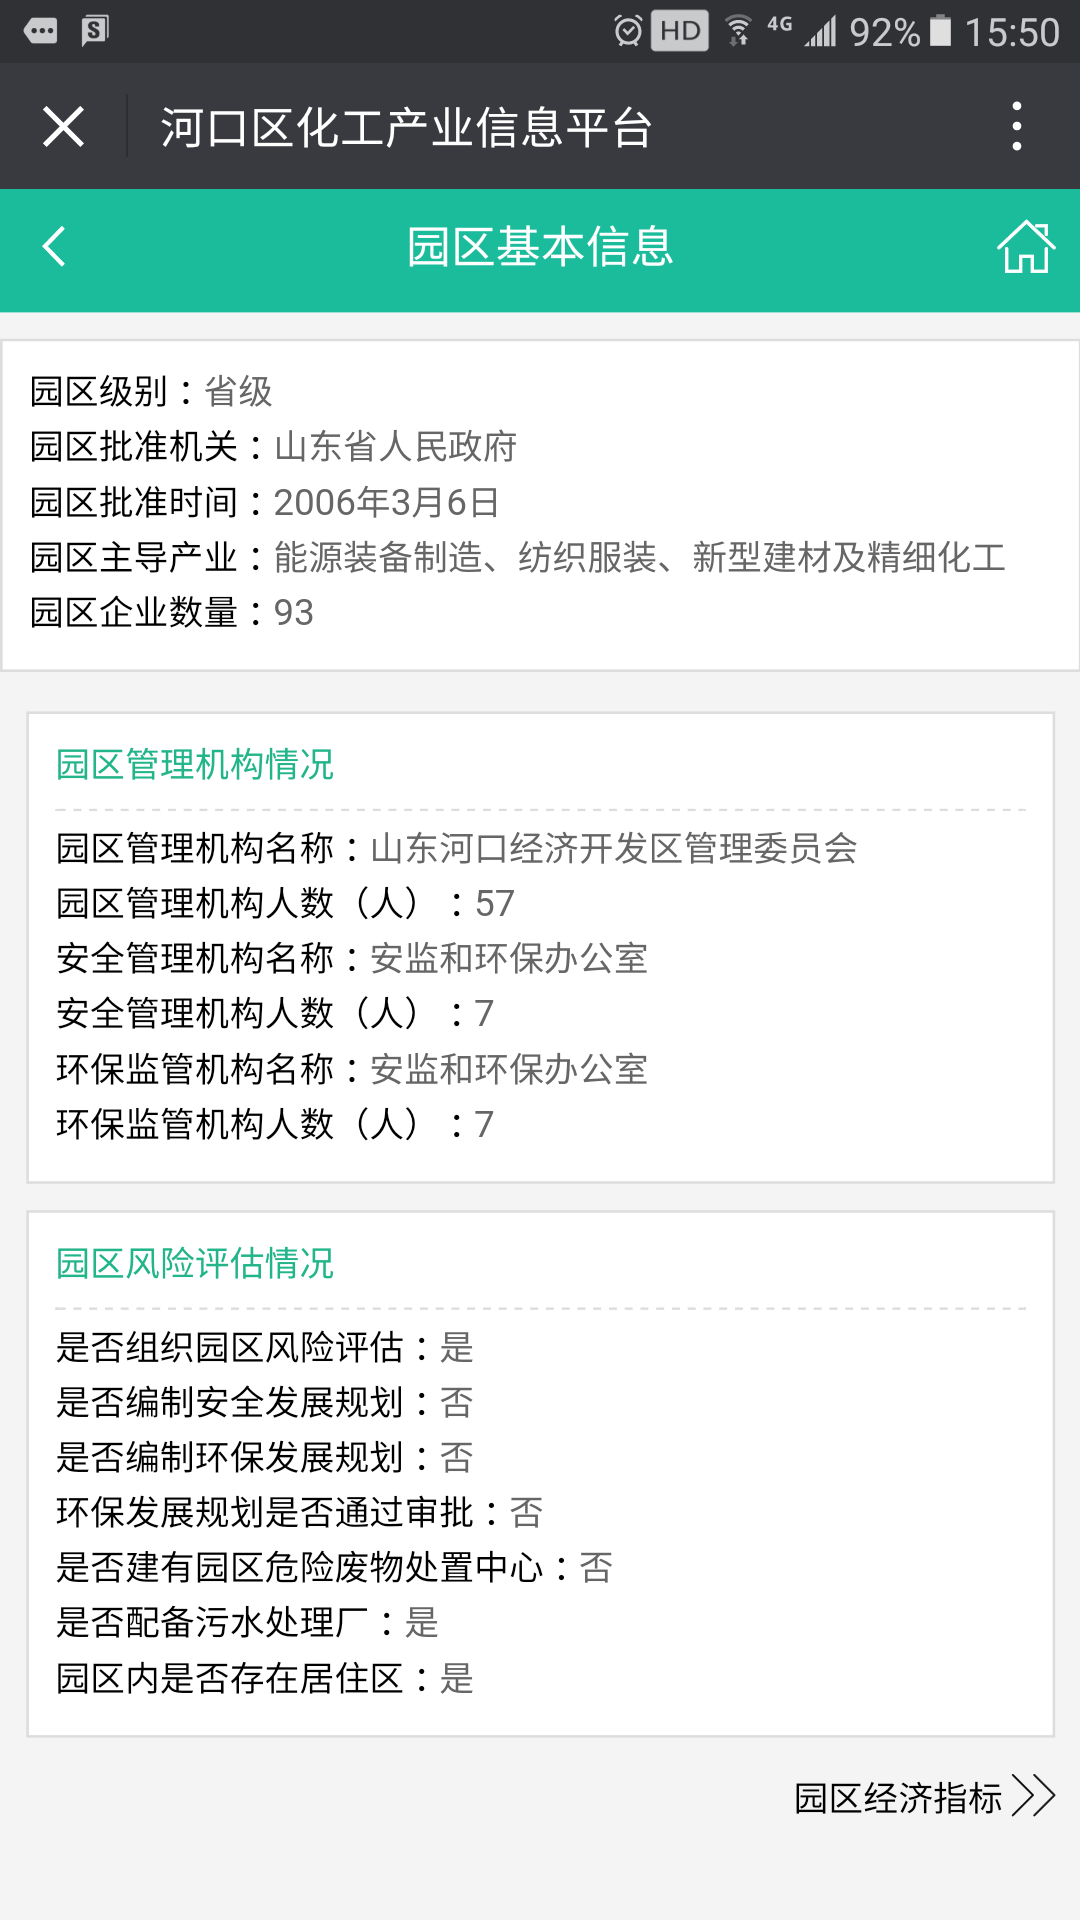 HD 4G 92% 15:50
河口区化工产业信息平台
园区基本信息
园区级别：省级
园区批准机关：山东省人民政府
园区批准时间：2006年3月6日
园区主导产业：能源装备制造、纺织服装、新型建材及精细化工
园区企业数量：93
园区管理机构情况
园区管理机构名称：山东河口经济开发区管理委员会
园区管理机构人数（人）：57
安全管理机构名称：安监和环保办公室
安全管理机构人数（人）：7
环保监管机构名称：安监和环保办公室
环保监管机构人数（人）：7
园区风险评估情况
是否组织园区风险评估：是
是否编制安全发展规划：否
是否编制环保发展规划：否
环保发展规划是否通过审批：否
是否建有园区危险废物处置中心：否
是否配备污水处理厂：是
园区内是否存在居住区：是
园区经济指标